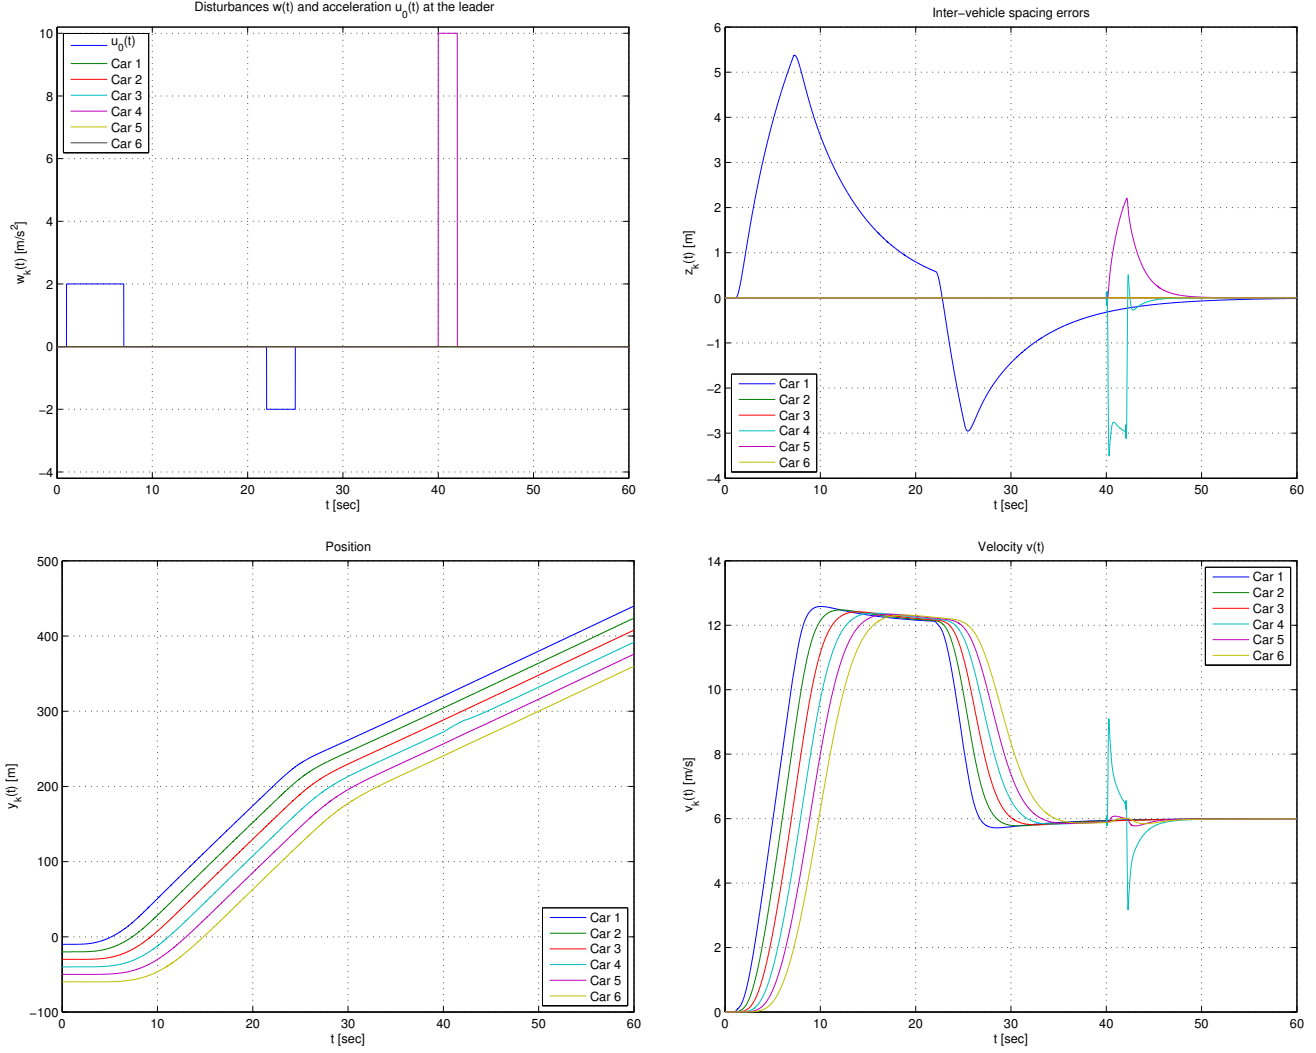 Disturbances w(t) and acceleration u0(t) at the leader
10
8
6
4
2
0
−2
−4
wk(t) [m/s2]
u0(t)
Car 1
Car 2
Car 3
Car 4
Car 5
Car 6
0 10 20 30 40 50 60
t [sec]
Inter−vehicle spacing errors
6
5
4
3
2
1
0
−1
−2
−3
−4
zk(t) [m]
Car 1
Car 2
Car 3
Car 4
Car 5
Car 6
0 10 20 30 40 50 60
t [sec]
Position
500
400
300
200
100
0
−100
yk(t) [m]
Car 1
Car 2
Car 3
Car 4
Car 5
Car 6
0 10 20 30 40 50 60
t [sec]
Velocity v(t)
14
12
10
8
6
4
2
0
vk(t) [m/s]
Car 1
Car 2
Car 3
Car 4
Car 5
Car 6
0 10 20 30 40 50 60
t [sec]